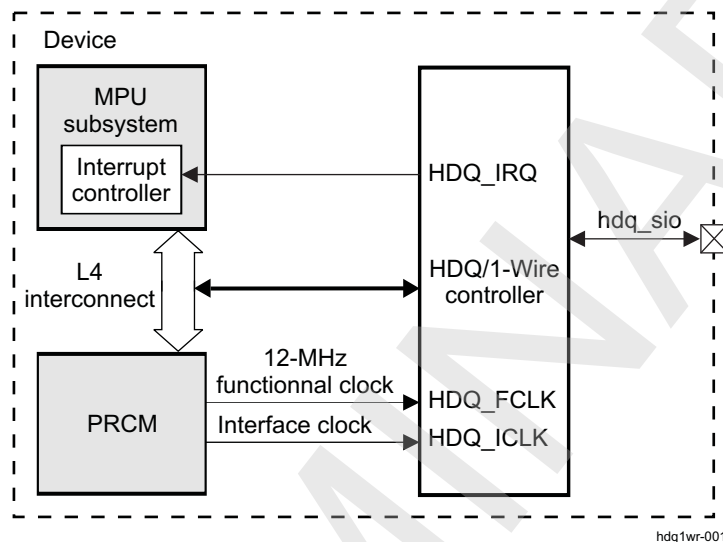 Device
MPU
subsystem
Interrupt
controller
HDQ_IRQ
hdq_sio
L4
interconnect
HDQ/1-Wire
controller
12-MHz
functionnal clock
PRCM
HDQ_FCLK
Interface clock
HDQ_ICLK
hdq1wr-001